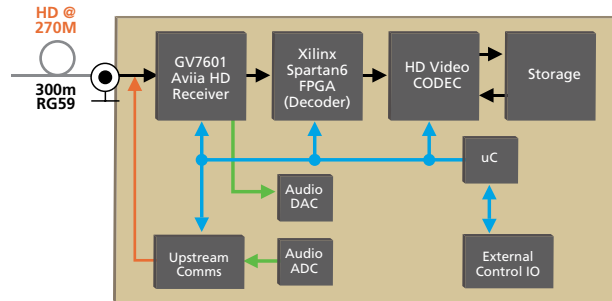 HD @
270M
300m
RG59
GV7601
Aviia HD
Receiver
Xilinx
Spartan6
FPGA
(Decoder)
HD Video
CODEC
Storage
uC
Audio
DAC
Upstream
Comms
Audio
ADC
External
Control IO